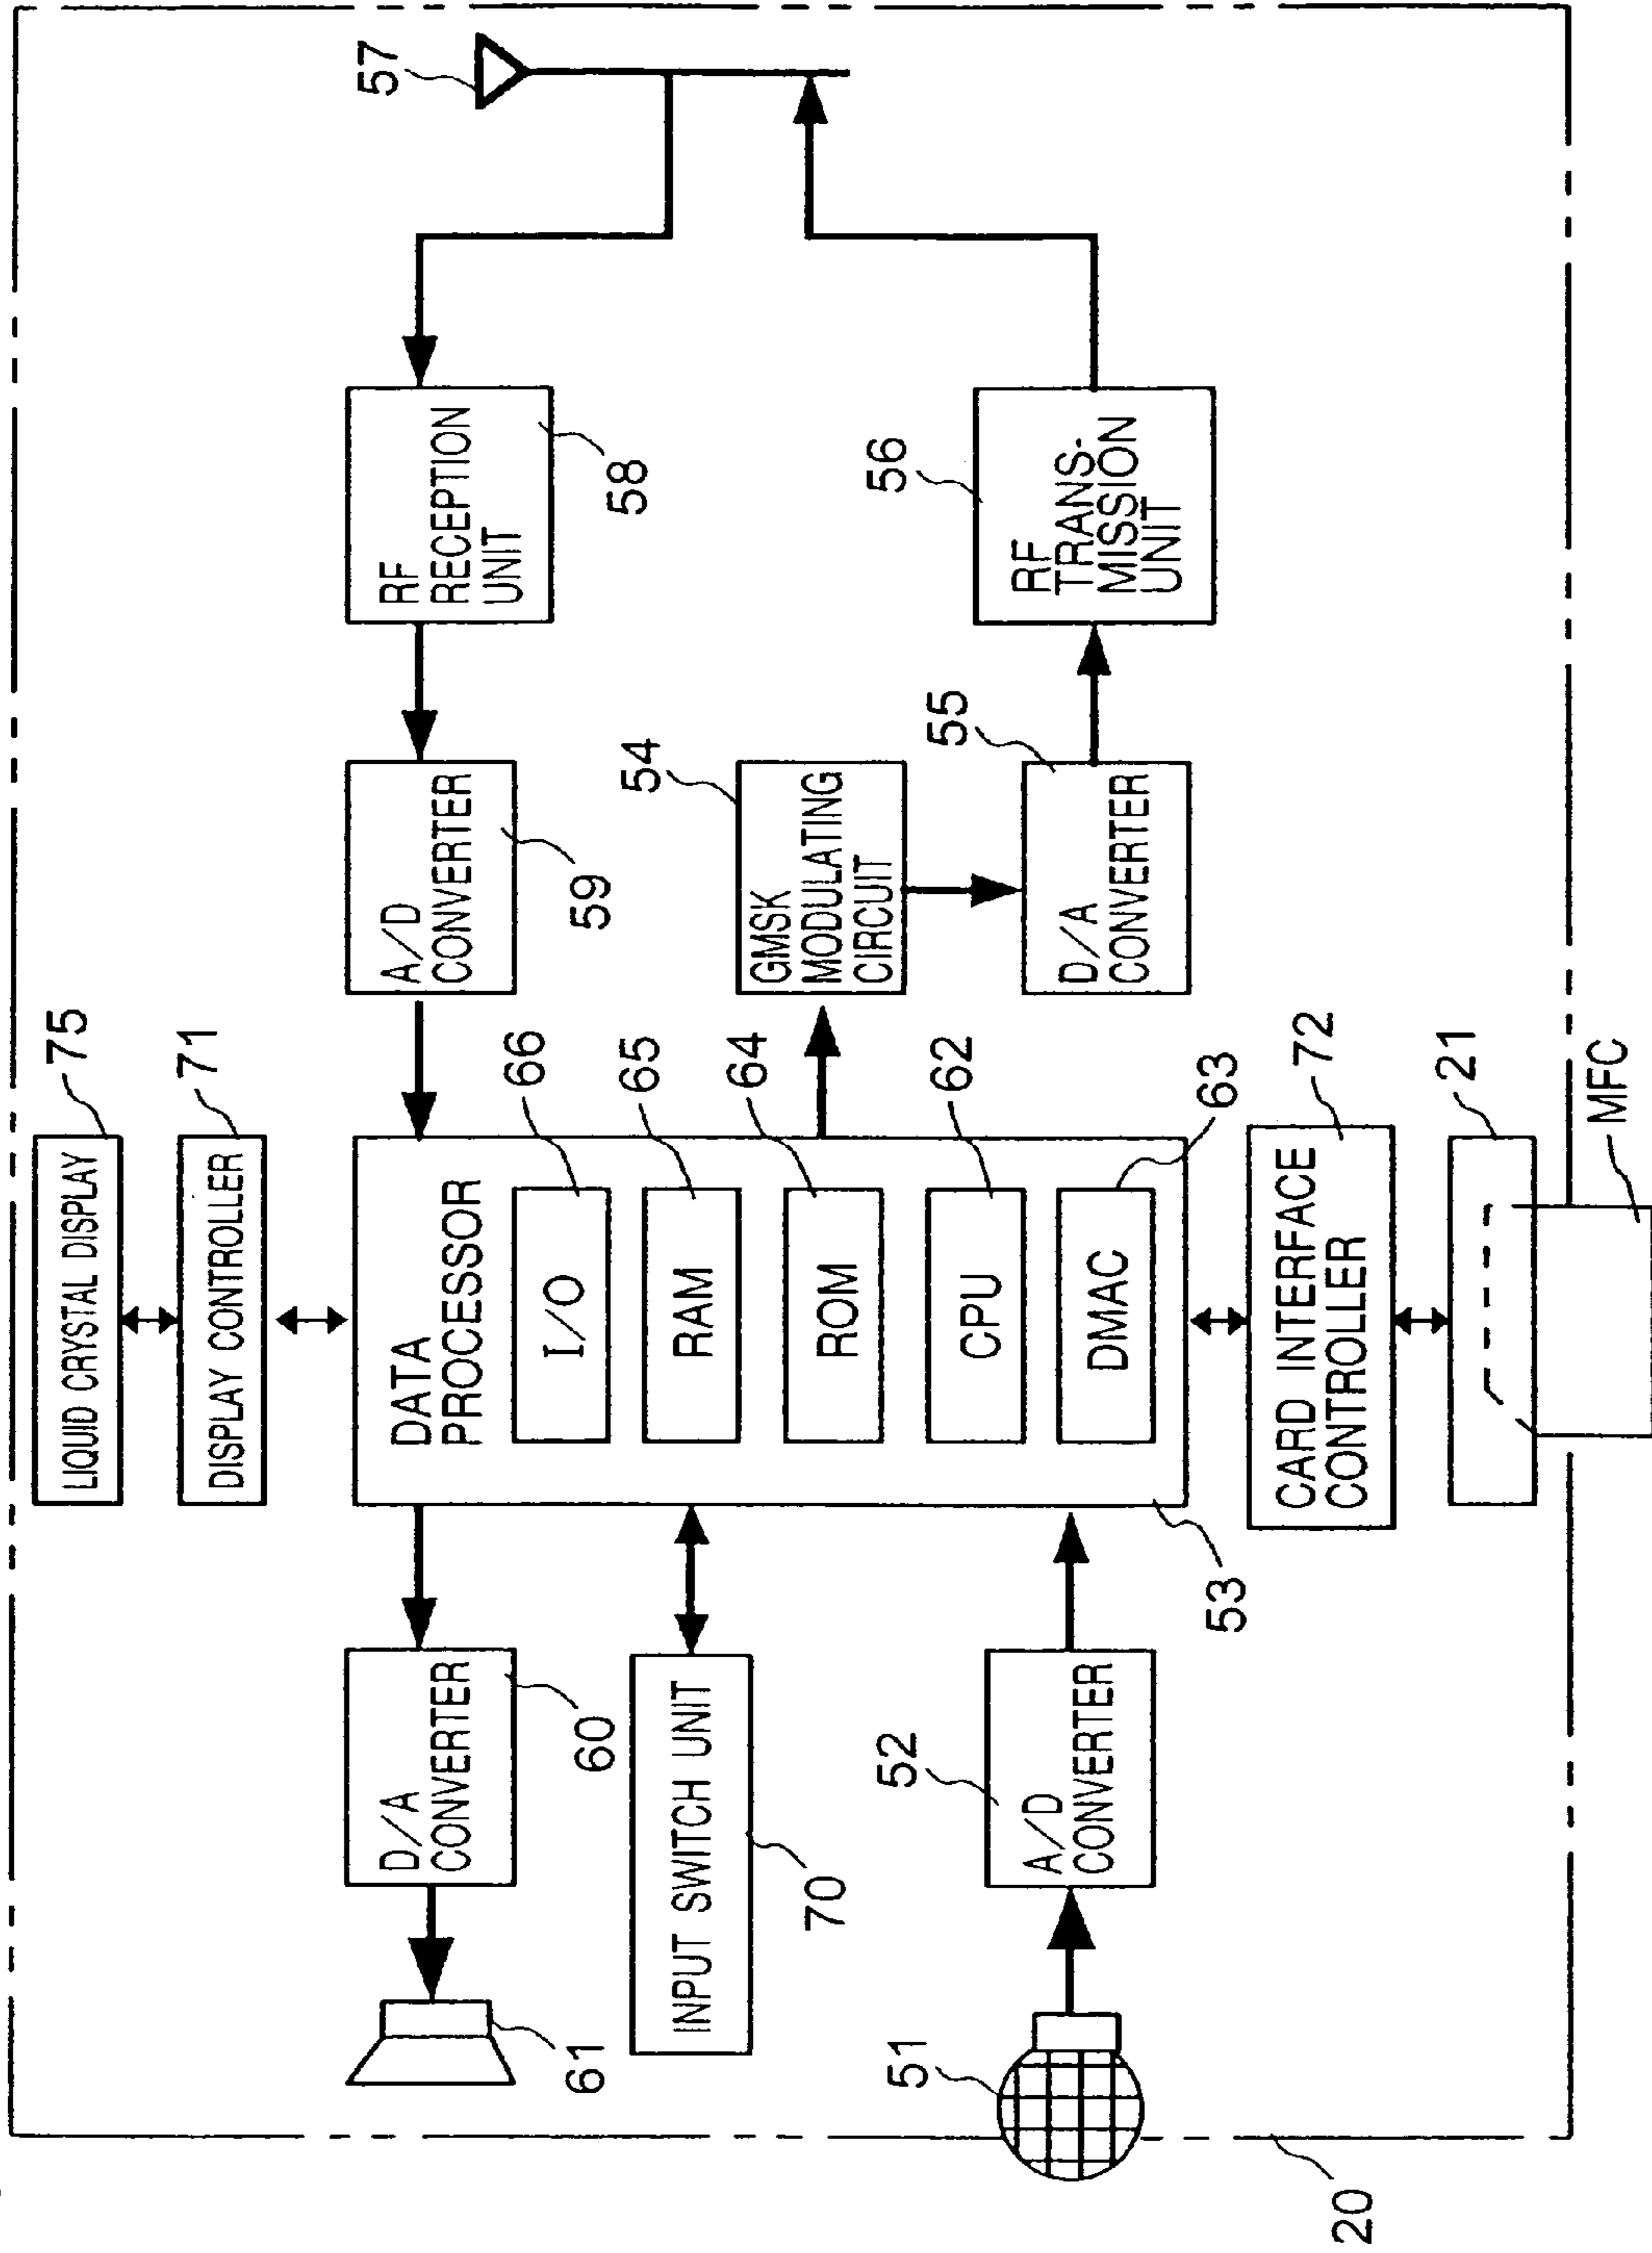 LIQUID CRYSTAL DISPLAY
75
DISPLAY CONTROLLER
71
57
61
D/A
CONVERTER
60
DATA
PROCESSOR
I/O
66
RAM
65
ROM
64
CPU
62
DMAC
63
53
A/D
CONVERTER
59
RF
RECEPTION
UNIT
58
INPUT SWITCH UNIT
70
GMSK
MODULATING
CIRCUIT
54
51
A/D
CONVERTER
52
D/A
CONVERTER
55
RF
TRANS-
MISSION
UNIT
56
CARD INTERFACE
CONTROLLER
72
21
MFC
20